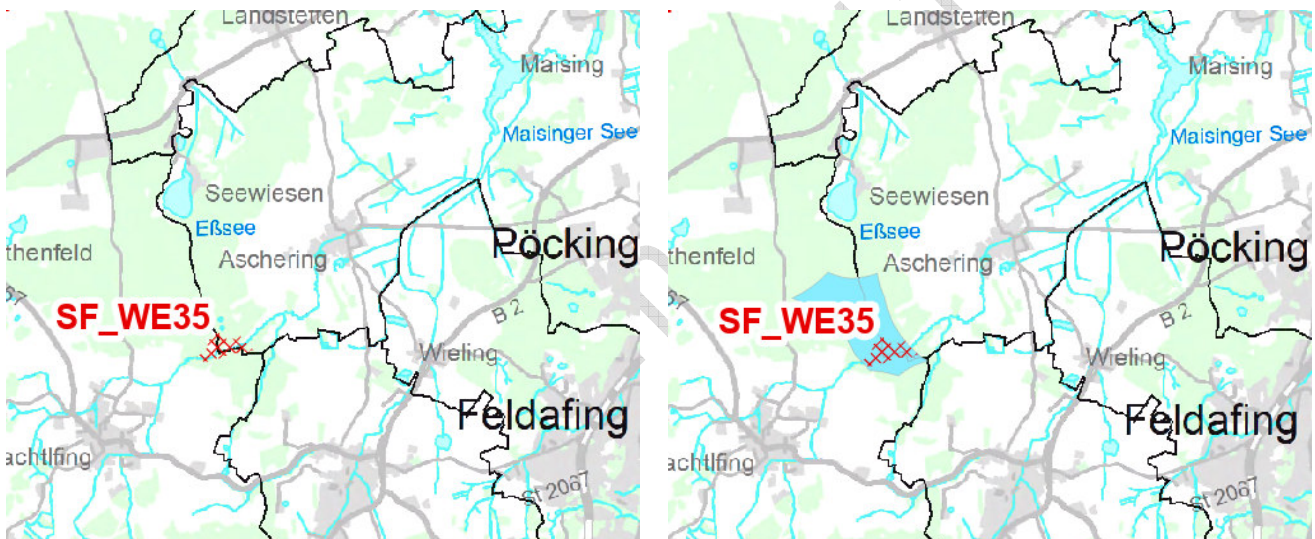 Landstetten
Maising
Maisinger See
Seewiesen
Eßsee
Pöcking
thenfeld
Aschering
B 2
SF_WE35
Wieling
Feldafing
achtlfing
St 2067
Landstetten
Maising
Maisinger See
Seewiesen
Eßsee
Pöcking
thenfeld
Aschering
B 2
SF_WE35
Wieling
Feldafing
achtlfing
St 2067